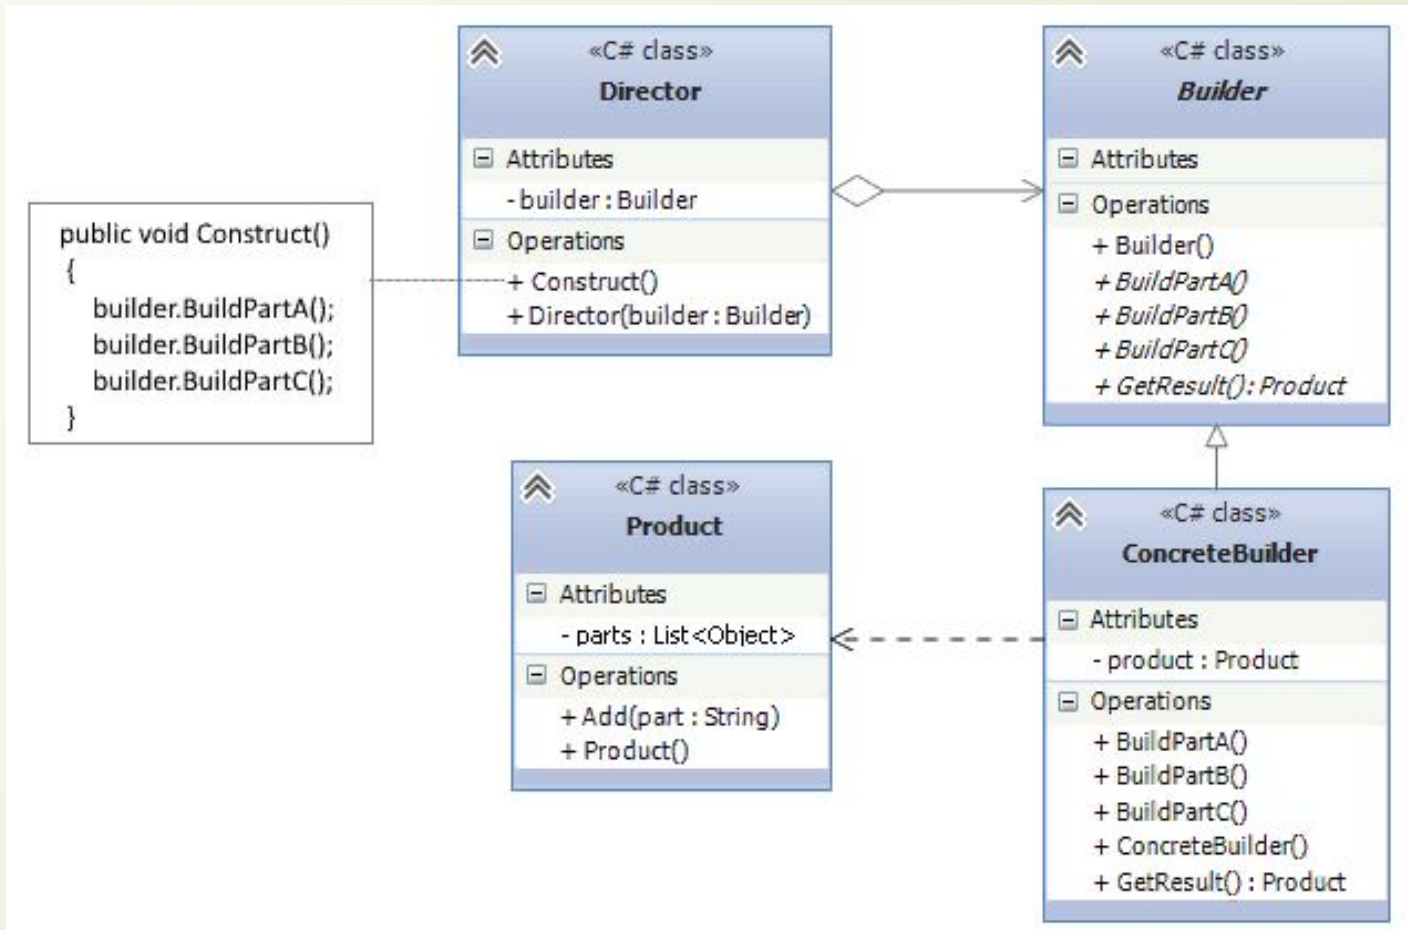 «C# class»
Director
Attributes
- builder : Builder
Operations
+ Construct()
+ Director(builder : Builder)
«C# class»
Builder
Attributes
Operations
+ Builder()
+ BuildPartA()
+ BuildPartB()
+ BuildPartC()
+ GetResult() : Product
public void Construct()
{
builder.BuildPartA();
builder.BuildPartB();
builder.BuildPartC();
}
«C# class»
Product
Attributes
- parts : List<Object>
Operations
+ Add(part : String)
+ Product()
«C# class»
ConcreteBuilder
Attributes
- product : Product
Operations
+ BuildPartA()
+ BuildPartB()
+ BuildPartC()
+ ConcreteBuilder()
+ GetResult() : Product